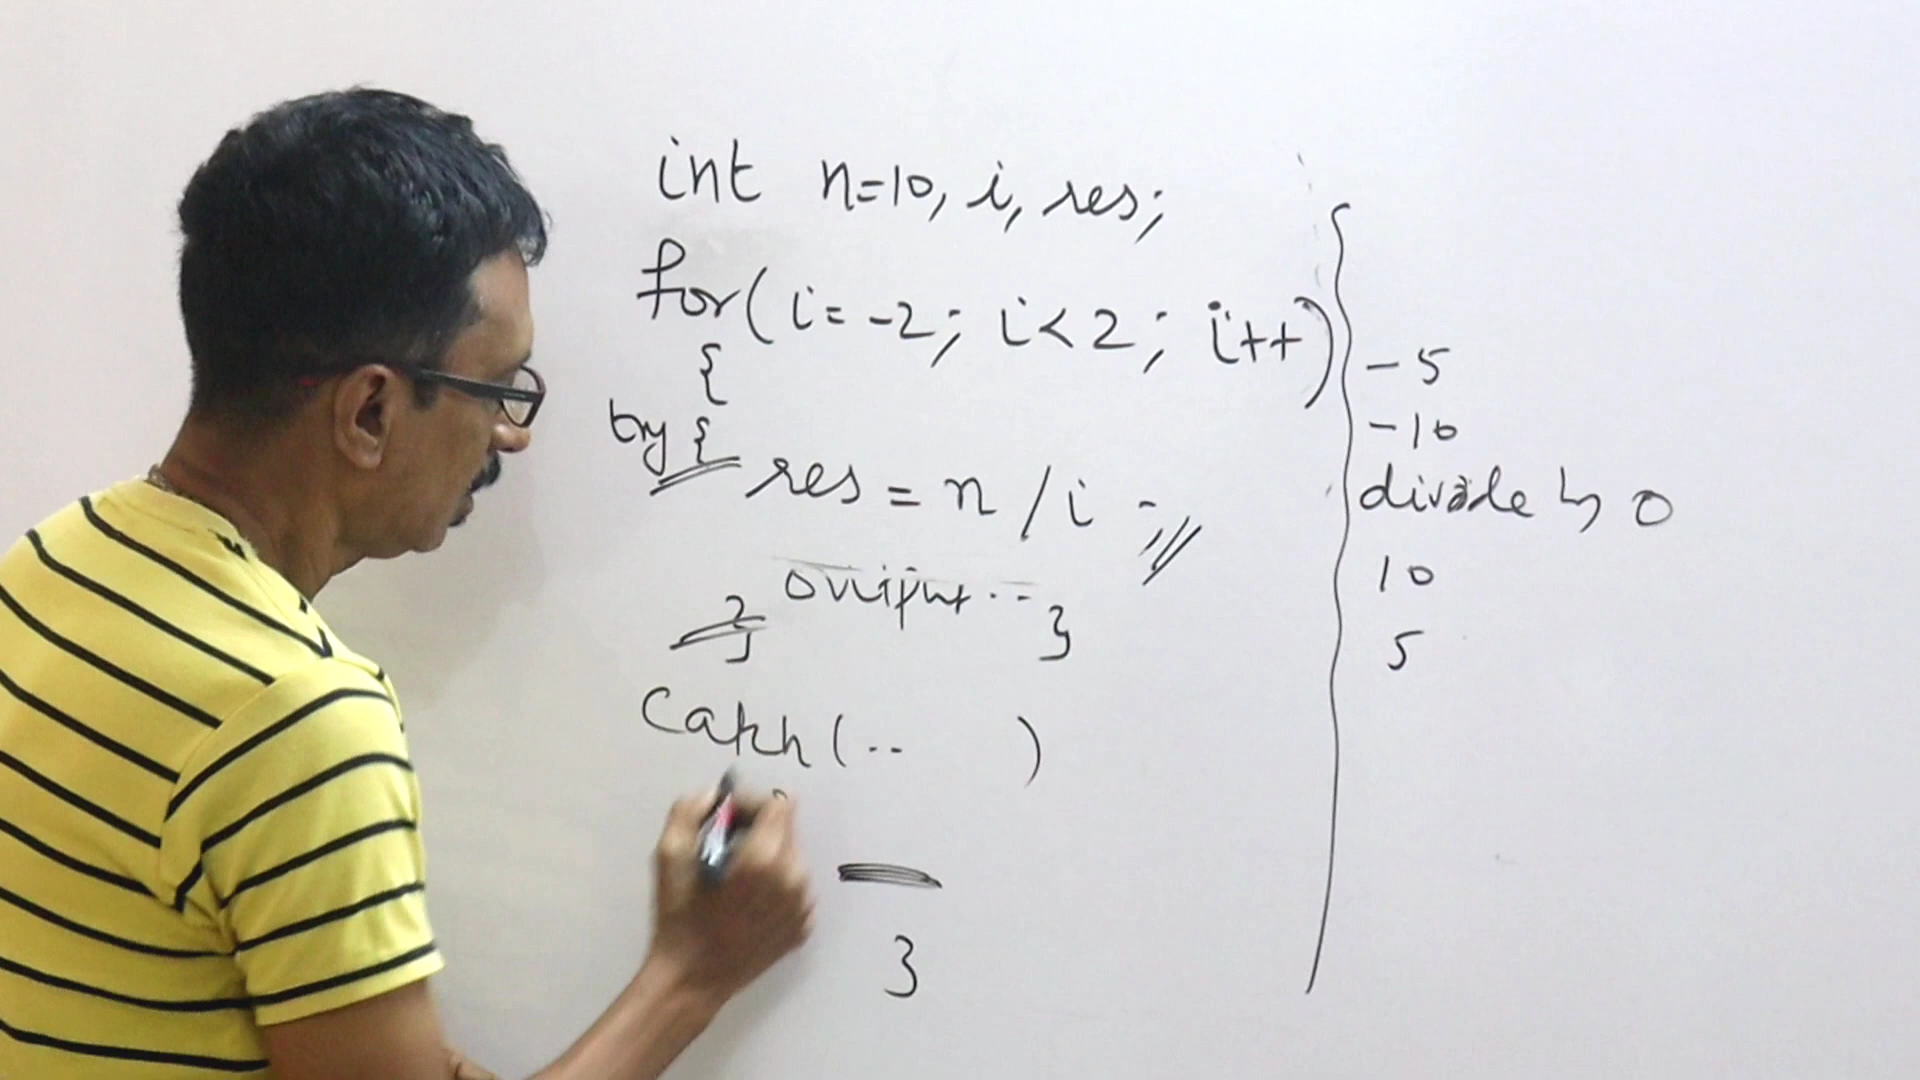 int n=10, i, res;
for( i= -2; i<2; i++)
{
try {
res = n / i -
output ... }
}
Catch( ..      )
}
-5
-10
divide by 0
10
5